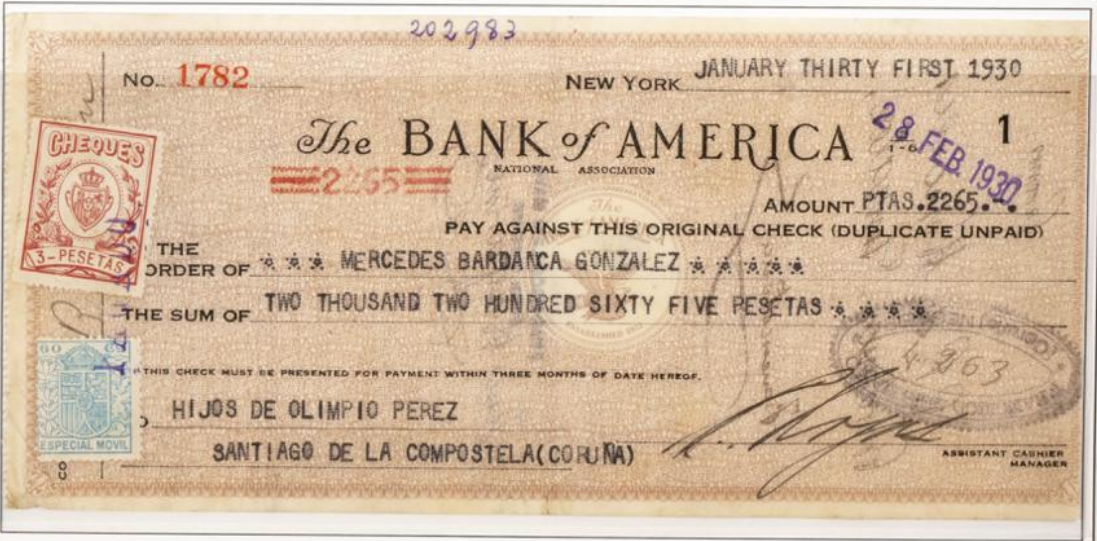 202983
No. 1782
NEW YORK JANUARY THIRTY FIRST 1930
The BANK of AMERICA
NATIONAL ASSOCIATION
1
1-6
28 FEB. 1930
2265
AMOUNT PTAS.2265.
PAY AGAINST THIS ORIGINAL CHECK (DUPLICATE UNPAID)
CHEQUES
3-PESETAS
THE
ORDER OF * * * MERCEDES BARDANCA GONZALEZ * * * * *
THE SUM OF TWO THOUSAND TWO HUNDRED SIXTY FIVE PESETAS * * * *
THIS CHECK MUST BE PRESENTED FOR PAYMENT WITHIN THREE MONTHS OF DATE HEREOF.
ESPECIAL MOVIL
HIJOS DE OLIMPIO PEREZ
SANTIAGO DE LA COMPOSTELA(CORUÑA)
ASSISTANT CASHIER
MANAGER
8